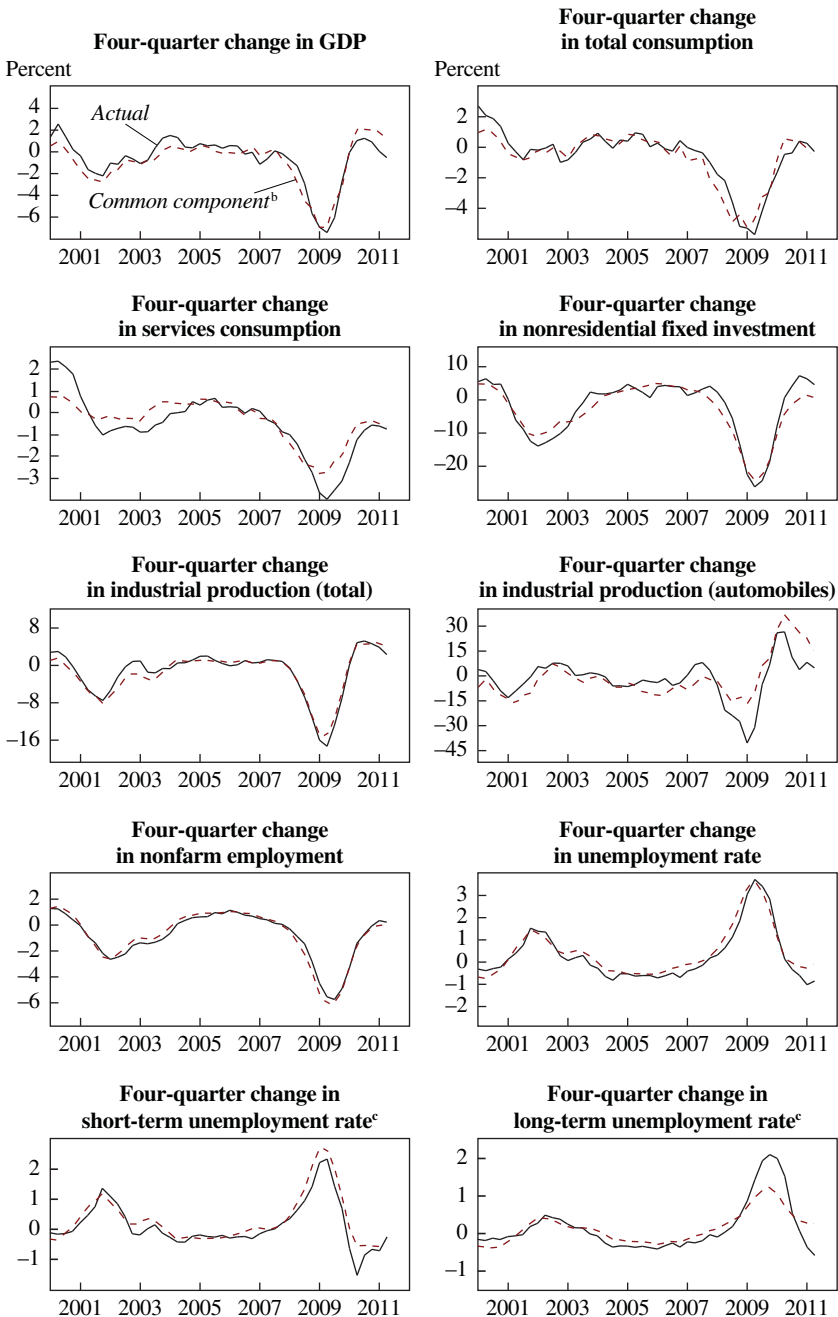 Four-quarter change in GDP
Percent
4
2
0
–2
–4
–6
Actual
Common componentᵇ
2001 2003 2005 2007 2009 2011
Four-quarter change
in total consumption
Percent
2
0
–2
–4
2001 2003 2005 2007 2009 2011
Four-quarter change
in services consumption
2
1
0
–1
–2
–3
2001 2003 2005 2007 2009 2011
Four-quarter change
in nonresidential fixed investment
10
0
–10
–20
2001 2003 2005 2007 2009 2011
Four-quarter change
in industrial production (total)
8
0
–8
–16
2001 2003 2005 2007 2009 2011
Four-quarter change
in industrial production (automobiles)
30
15
0
–15
–30
–45
2001 2003 2005 2007 2009 2011
Four-quarter change
in nonfarm employment
2
0
–2
–4
–6
2001 2003 2005 2007 2009 2011
Four-quarter change
in unemployment rate
3
2
1
0
–1
–2
2001 2003 2005 2007 2009 2011
Four-quarter change in
short-term unemployment rateᶜ
2
1
0
–1
2001 2003 2005 2007 2009 2011
Four-quarter change in
long-term unemployment rateᶜ
2
1
0
–1
2001 2003 2005 2007 2009 2011